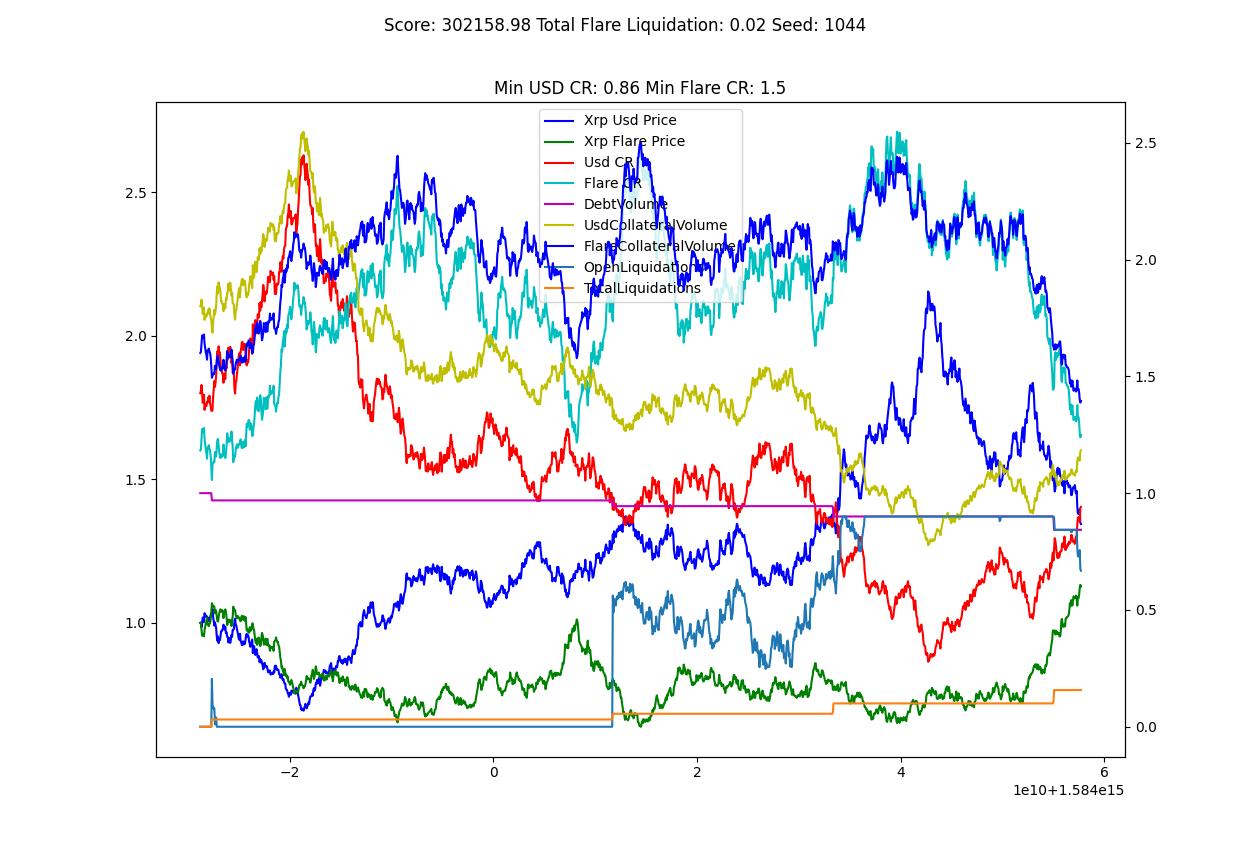 Score: 302158.98 Total Flare Liquidation: 0.02 Seed: 1044
Min USD CR: 0.86 Min Flare CR: 1.5
Xrp Usd Price
Xrp Flare Price
Usd CR
Flare CR
DebtVolume
UsdCollateralVolume
FlareCollateralVolume
OpenLiquidations
TotalLiquidations
2.5
2.0
1.5
1.0
2.5
2.0
1.5
1.0
0.5
0.0
−2
0
2
4
6
1e10+1.584e15